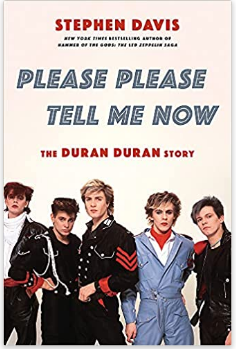 STEPHEN DAVIS
NEW YORK TIMES BESTSELLING AUTHOR OF
HAMMER OF THE GODS: THE LED ZEPPELIN SAGA
PLEASE PLEASE
TELL ME NOW
THE DURAN DURAN STORY